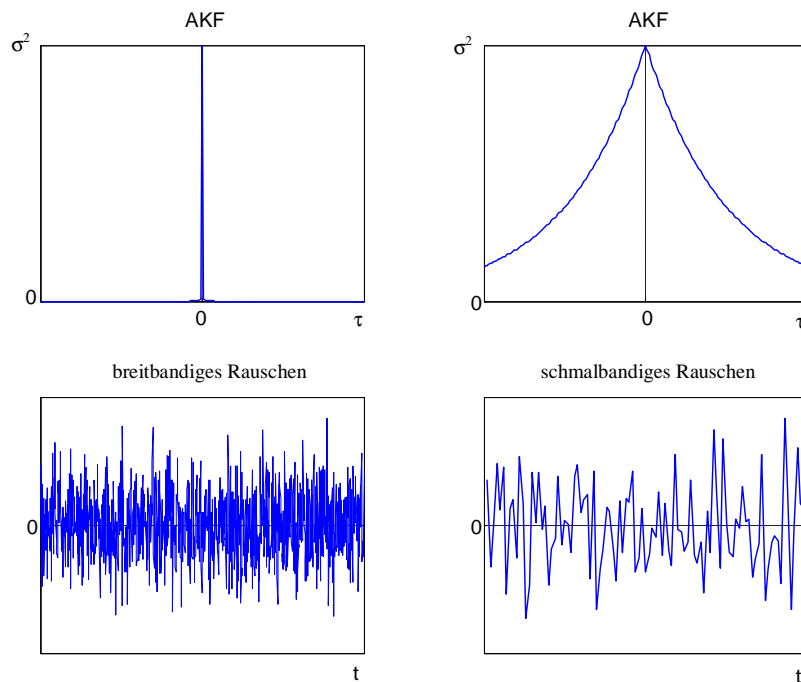 AKF
σ²
0
0
τ
AKF
σ²
0
0
τ
breitbandiges Rauschen
0
t
schmalbandiges Rauschen
0
t